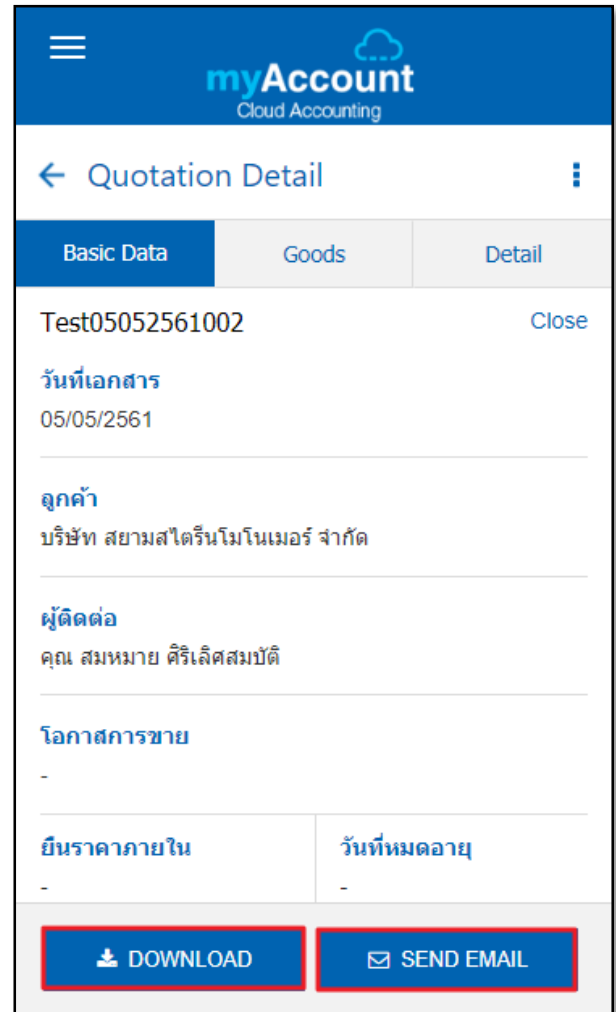 myAccount
Cloud Accounting
Quotation Detail
Basic Data
Goods
Detail
Test05052561002
Close
วันที่เอกสาร
05/05/2561
ลูกค้า
บริษัท สยามสไตรีนโมโนเมอร์ จำกัด
ผู้ติดต่อ
คุณ สมหมาย ศิริเลิศสมบัติ
โอกาสการขาย
-
ยืนราคาภายใน
วันที่หมดอายุ
-
-
DOWNLOAD
SEND EMAIL